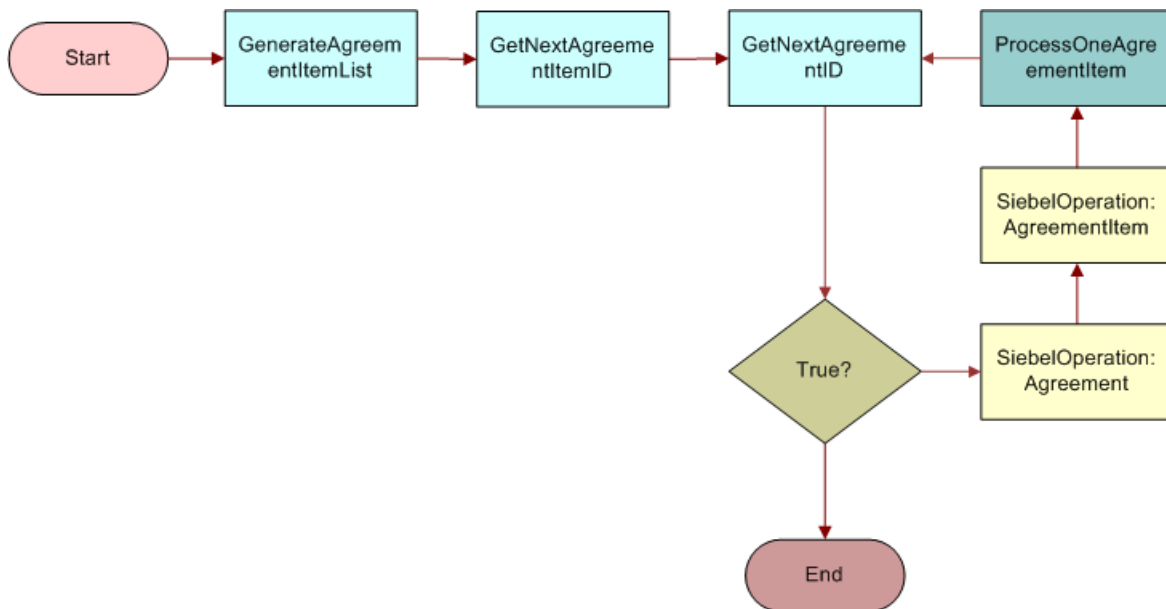 Start
GenerateAgreem
entItemList
GetNextAgreeme
ntItemID
GetNextAgreeme
ntID
ProcessOneAgre
ementItem
SiebelOperation:
AgreementItem
True?
SiebelOperation:
Agreement
End